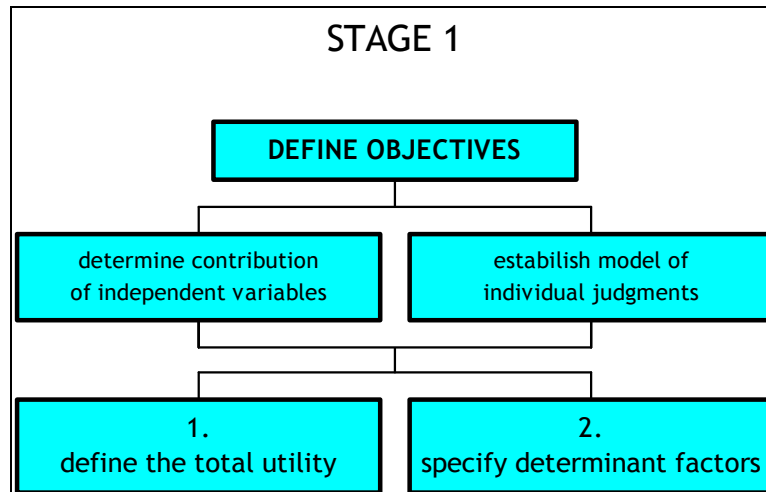 STAGE 1
DEFINE OBJECTIVES
determine contribution
of independent variables
estabilish model of
individual judgments
1.
define the total utility
2.
specify determinant factors